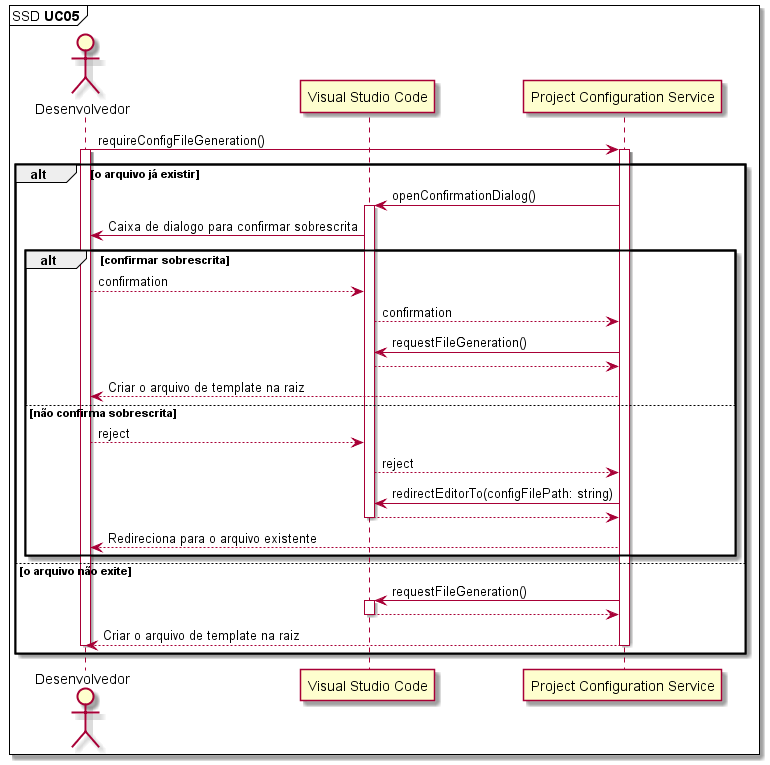 SSD UC05
Desenvolvedor
Visual Studio Code
Project Configuration Service
requireConfigFileGeneration()
alt [o arquivo já existir]
openConfirmationDialog()
Caixa de dialogo para confirmar sobrescrita
alt [confirmar sobrescrita]
confirmation
confirmation
requestFileGeneration()
Criar o arquivo de template na raiz
[não confirma sobrescrita]
reject
reject
redirectEditorTo(configFilePath: string)
Redireciona para o arquivo existente
[o arquivo não exite]
requestFileGeneration()
Criar o arquivo de template na raiz
Desenvolvedor
Visual Studio Code
Project Configuration Service